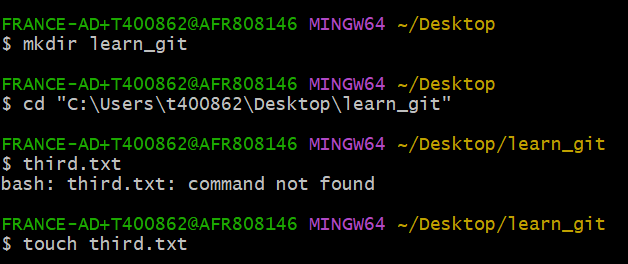 FRANCE-AD+T400862@AFR808146 MINGW64 ~/Desktop
$ mkdir learn_git
FRANCE-AD+T400862@AFR808146 MINGW64 ~/Desktop
$ cd "C:\Users\t400862\Desktop\learn_git"
FRANCE-AD+T400862@AFR808146 MINGW64 ~/Desktop/learn_git
$ third.txt
bash: third.txt: command not found
FRANCE-AD+T400862@AFR808146 MINGW64 ~/Desktop/learn_git
$ touch third.txt